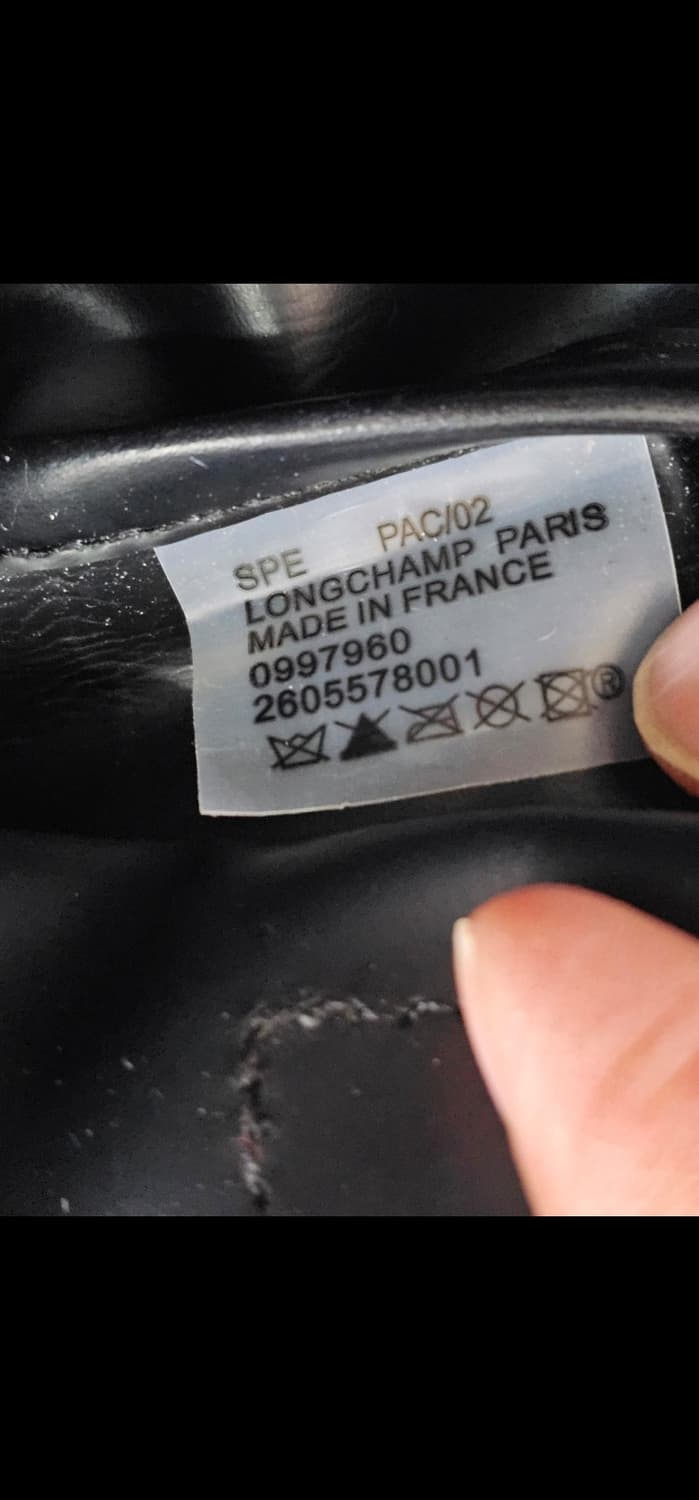 SPE PAC/02
LONGCHAMP PARIS
MADE IN FRANCE
0997960
2605578001
®